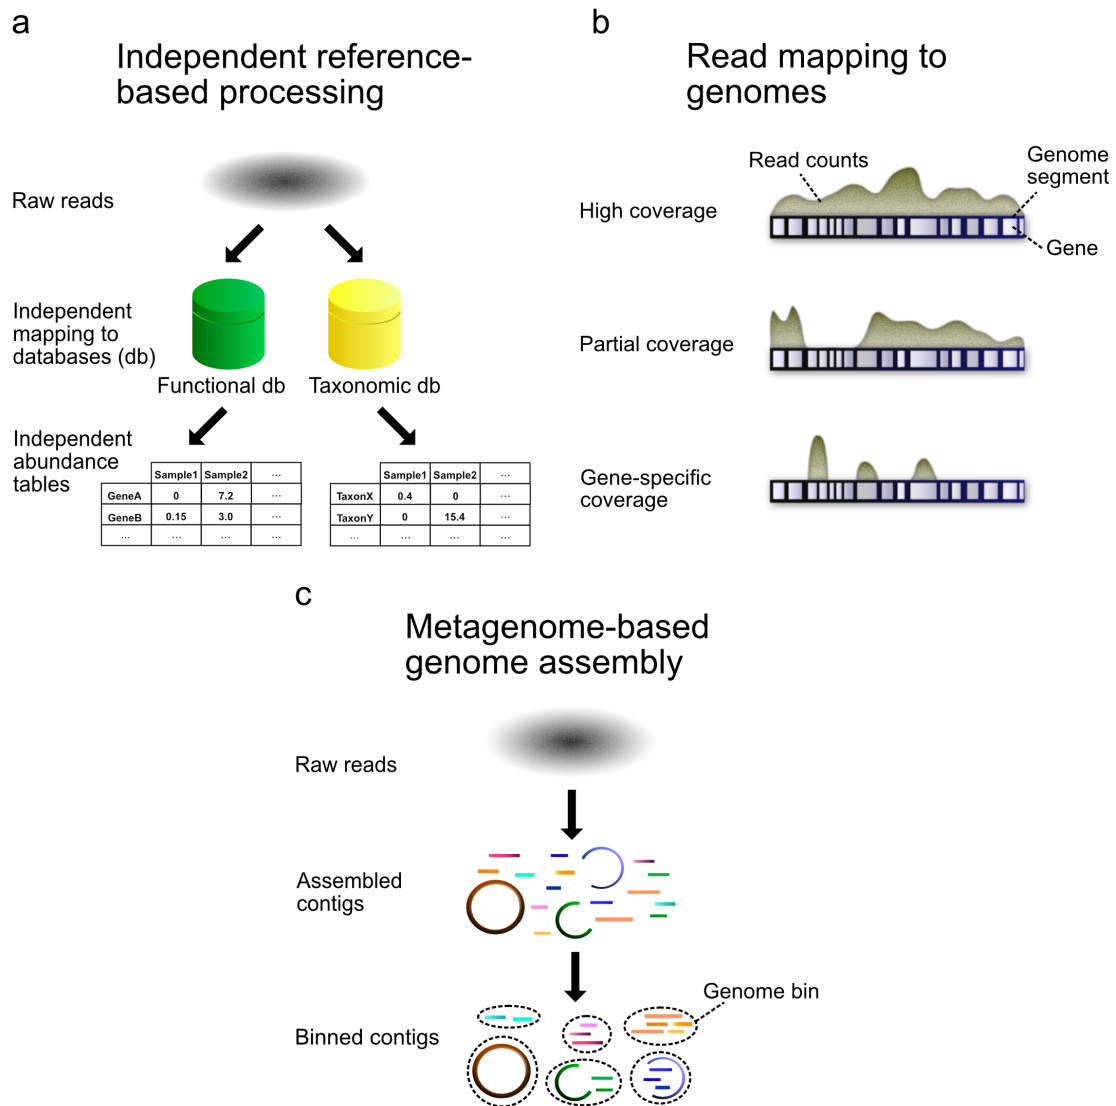 a
Independent reference-
based processing
Raw reads
Independent
mapping to
databases (db)
Functional db
Taxonomic db
Independent
abundance
tables
Sample1 Sample2 ...
GeneA 0 7.2 ...
GeneB 0.15 3.0 ...
... ... ... ...
Sample1 Sample2 ...
TaxonX 0.4 0 ...
TaxonY 0 15.4 ...
... ... ... ...
b
Read mapping to
genomes
Read counts
Genome
segment
High coverage
Gene
Partial coverage
Gene-specific
coverage
c
Metagenome-based
genome assembly
Raw reads
Assembled
contigs
Genome bin
Binned contigs